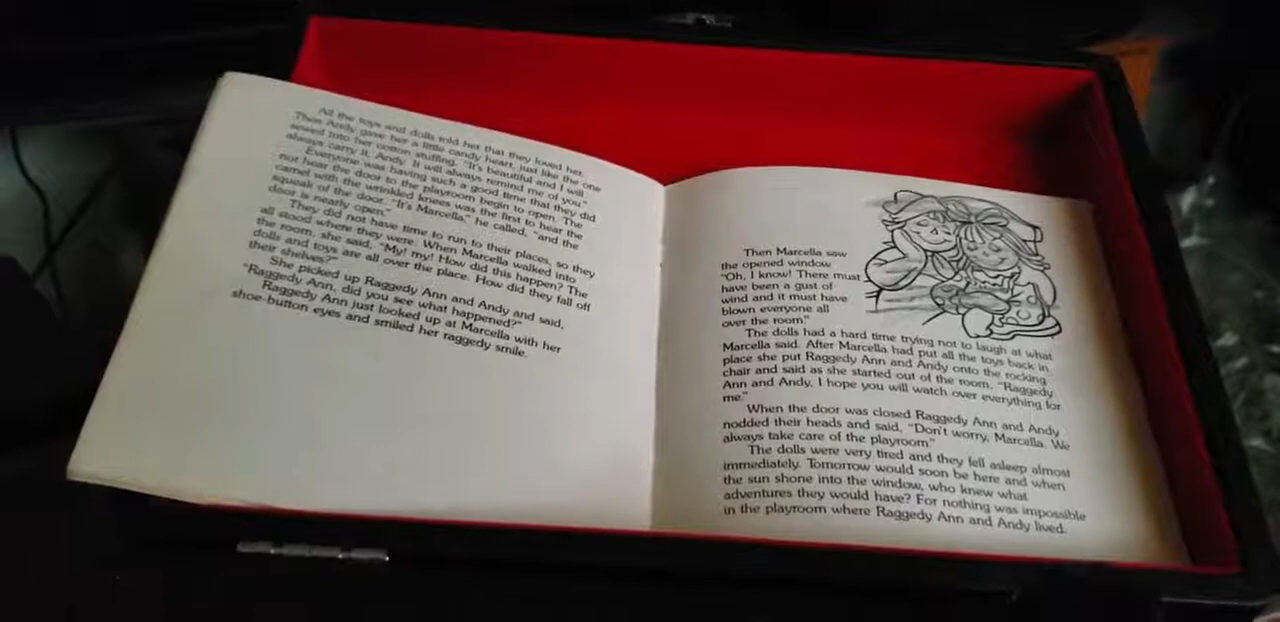 All the toys and dolls told her that they loved her.
Then Andy gave her a little candy heart, just like the one
sewed into her cotton stuffing. "It's beautiful and I will
always carry it, Andy. It will always remind me of you."
Everyone was having such a good time that they did
not hear the door to the playroom begin to open. The
camel with the wrinkled knees was the first to hear the
squeak of the door. "It's Marcella," he called, "and the
door is nearly open."
They did not have time to run to their places, so they
all stood where they were. When Marcella walked into
the room, she said, "My! my! How did this happen? The
dolls and toys are all over the place. How did they fall off
their shelves?"
She picked up Raggedy Ann and Andy and said,
"Raggedy Ann, did you see what happened?"
Raggedy Ann just looked up at Marcella with her
shoe-button eyes and smiled her raggedy smile.
Then Marcella saw
the opened window.
"Oh, I know! There must
have been a gust of
wind and it must have
blown everyone all
over the room."
The dolls had a hard time trying not to laugh at what
Marcella said. After Marcella had put all the toys back in
place she put Raggedy Ann and Andy onto the rocking
chair and said as she started out of the room, "Raggedy
Ann and Andy, I hope you will watch over everything for
me."
When the door was closed Raggedy Ann and Andy
nodded their heads and said, "Don't worry, Marcella. We
always take care of the playroom."
The dolls were very tired and they fell asleep almost
immediately. Tomorrow would soon be here and when
the sun shone into the window, who knew what
adventures they would have? For nothing was impossible
in the playroom where Raggedy Ann and Andy lived.